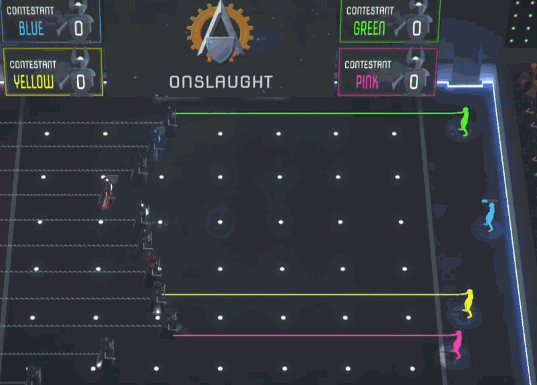 CONTESTANT
BLUE 0
CONTESTANT
YELLOW 0
ONSLAUGHT
CONTESTANT
GREEN 0
CONTESTANT
PINK 0